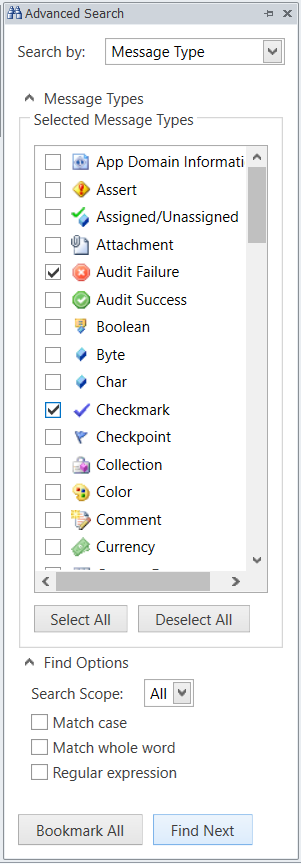 Advanced Search
Search by: Message Type
Message Types
Selected Message Types
App Domain Informati
Assert
Assigned/Unassigned
Attachment
Audit Failure
Audit Success
Boolean
Byte
Char
Checkmark
Checkpoint
Collection
Color
Comment
Currency
Select All Deselect All
Find Options
Search Scope: All
Match case
Match whole word
Regular expression
Bookmark All Find Next